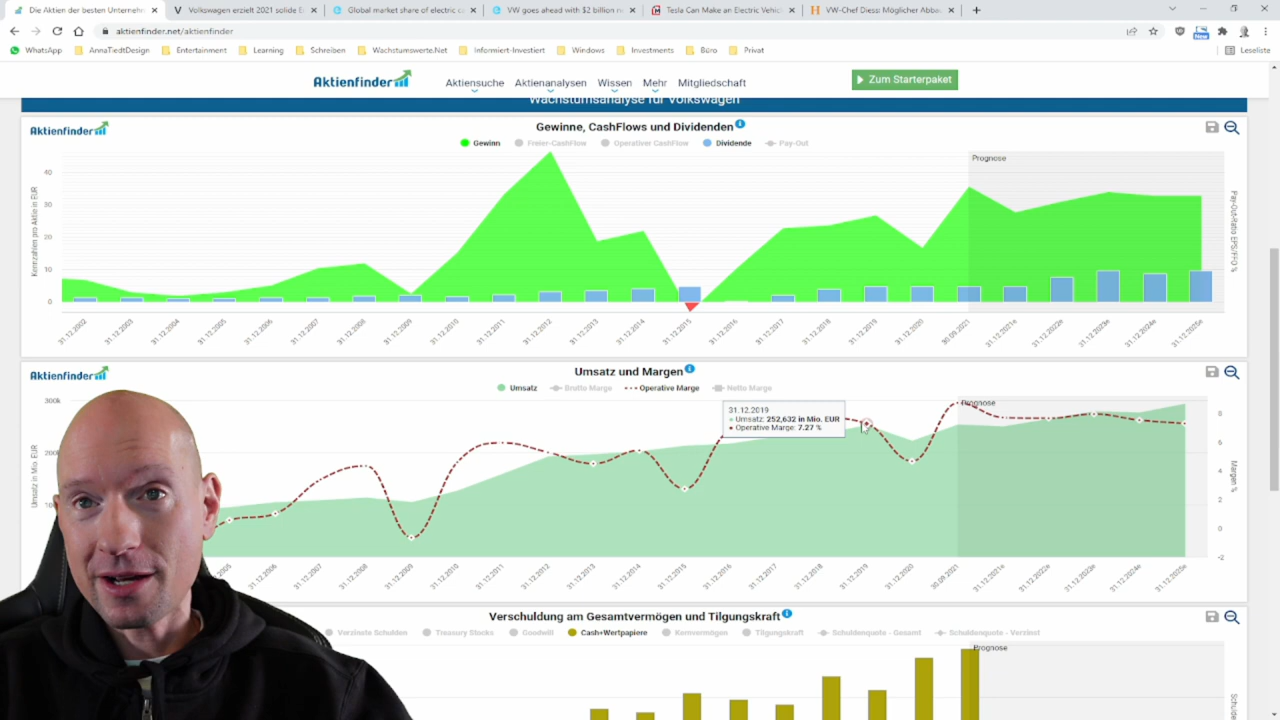 Die Aktien der besten Unternehm
Volkswagen erzielt 2021 solide E
Global market share of electric ca
VW goes ahead with $2 billion n
Tesla Can Make an Electric Vehicl
VW-Chef Diess: Möglicher Abbau
aktienfinder.net/aktienfinder
New
WhatsApp
AnnaTiedtDesign
Entertainment
Learning
Schreiben
Wachstumswerte.Net
Informiert-Investiert
Windows
Investments
Büro
Privat
Leseliste
Aktienfinder
Aktiensuche
Aktienanalysen
Wissen
Mehr
Mitgliedschaft
Zum Starterpaket
Wachstumsanalyse für Volkswagen
Aktienfinder
Gewinne, CashFlows und Dividenden
Gewinn
Freier-CashFlow
Operativer CashFlow
Dividende
Pay-Out
Prognose
Kennzahlen pro Aktie in EUR
40
30
20
10
0
Pay-Out-Ratio EPS/FFO %
31.12.2002
31.12.2003
31.12.2004
31.12.2005
31.12.2006
31.12.2007
31.12.2008
31.12.2009
31.12.2010
31.12.2011
31.12.2012
31.12.2013
31.12.2014
31.12.2015
31.12.2016
31.12.2017
31.12.2018
31.12.2019
31.12.2020
30.09.2021
31.12.2021e
31.12.2022e
31.12.2023e
31.12.2024e
31.12.2025e
Aktienfinder
Umsatz und Margen
Umsatz
Brutto Marge
Operative Marge
Netto Marge
Prognose
31.12.2019
Umsatz: 252,632 in Mio. EUR
Operative Marge: 7.27 %
Umsatz in Mio. EUR
300k
Margen %
8
6
4
2
0
-2
31.12.2006
31.12.2007
31.12.2008
31.12.2009
31.12.2010
31.12.2011
31.12.2012
31.12.2013
31.12.2014
31.12.2015
31.12.2016
31.12.2017
31.12.2018
31.12.2019
31.12.2020
30.09.2021
31.12.2021e
31.12.2022e
31.12.2023e
31.12.2024e
31.12.2025e
Verschuldung am Gesamtvermögen und Tilgungskraft
Verzinste Schulden
Treasury Stocks
Goodwill
Cash+Wertpapiere
Kernvermögen
Tilgungskraft
Schuldenquote - Gesamt
Schuldenquote - Verzinst
Prognose